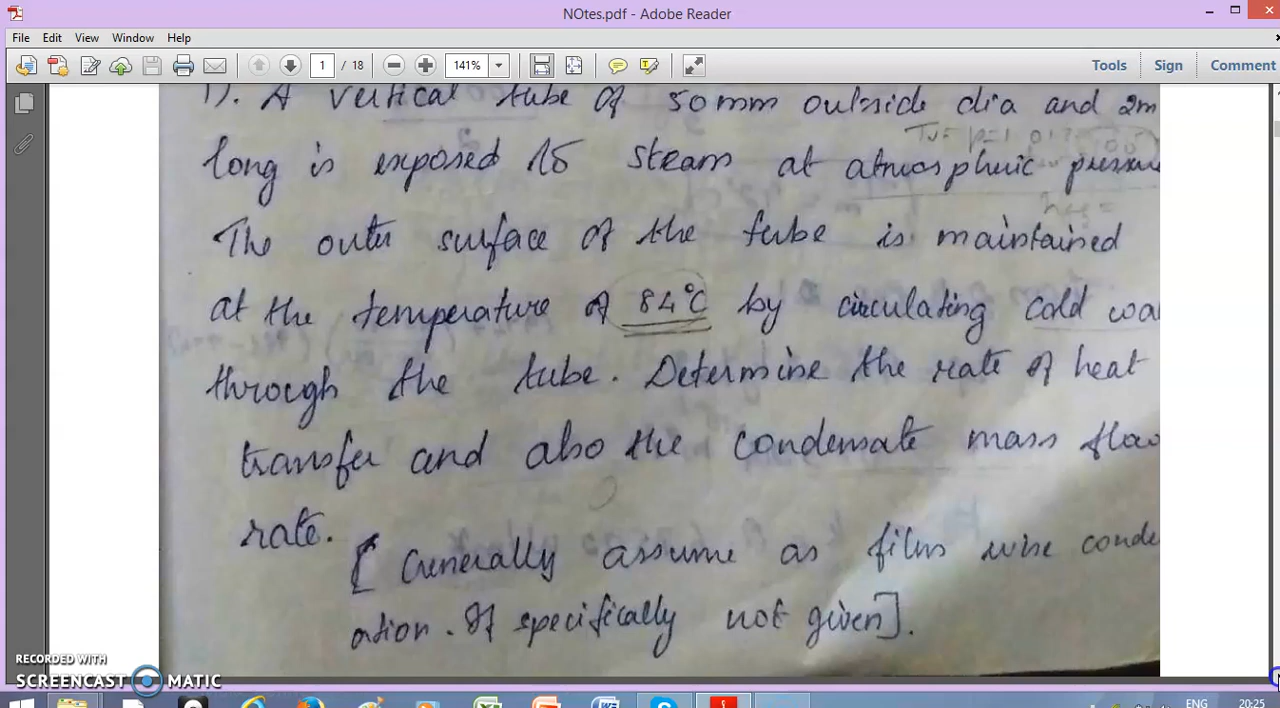 NOtes.pdf - Adobe Reader
File Edit View Window Help
1 / 18 141% Tools Sign Comment
1). A vertical tube of 50mm outside dia and 2m
long is exposed to steam at atmospheric pressure
The outer surface of the tube is maintained
at the temperature of 84°C by circulating cold wa
through the tube. Determine the rate of heat
transfer and also the condensate mass flow
rate.
[Generally assume as film wise conde
ation. If specifically not given].
RECORDED WITH
SCREENCAST MATIC
ENG 20:25